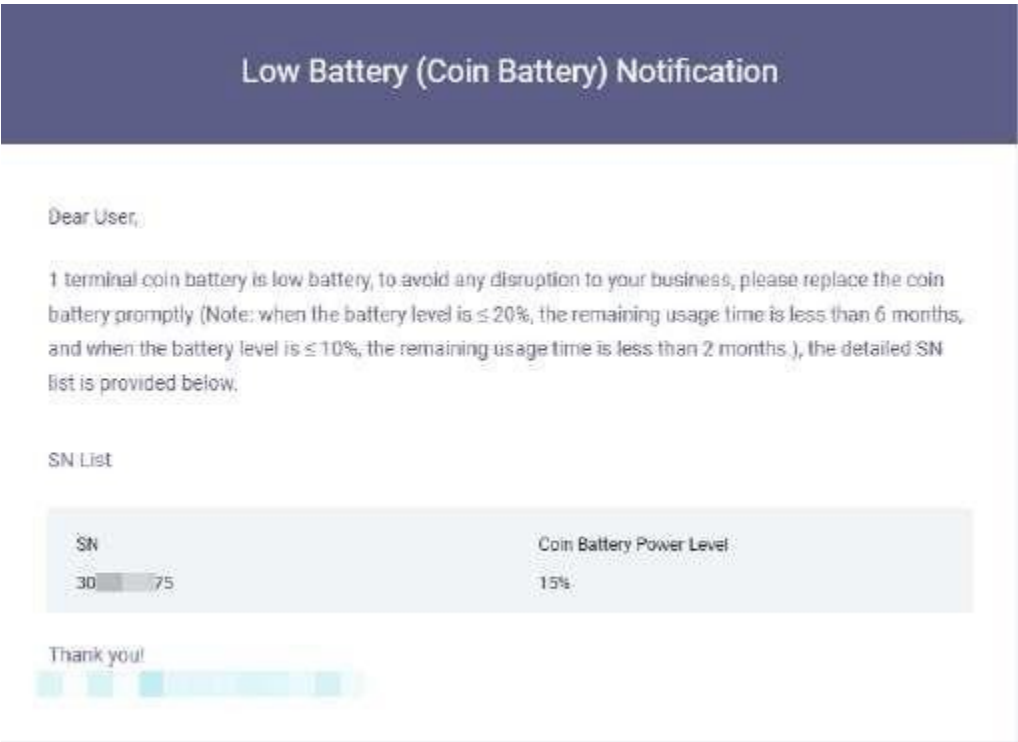 Low Battery (Coin Battery) Notification
Dear User,
1 terminal coin battery is low battery, to avoid any disruption to your business, please replace the coin
battery promptly (Note: when the battery level is ≤ 20%, the remaining usage time is less than 6 months,
and when the battery level is ≤ 10%, the remaining usage time is less than 2 months.), the detailed SN
list is provided below.
SN List
SN Coin Battery Power Level
30 75 15%
Thank you!